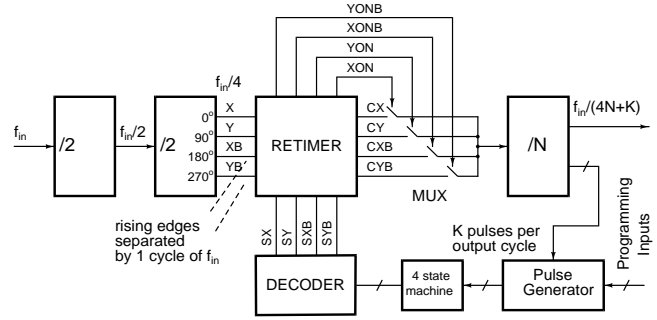 YONB
XONB
YON
XON
f_in/4
f_in
/2
f_in/2
/2
0°
90°
180°
270°
X
Y
XB
YB
RETIMER
CX
CY
CXB
CYB
MUX
/N
f_in/(4N+K)
rising edges
separated
by 1 cycle of f_in
SX
SY
SXB
SYB
DECODER
4 state
machine
K pulses per
output cycle
Pulse
Generator
Programming
Inputs